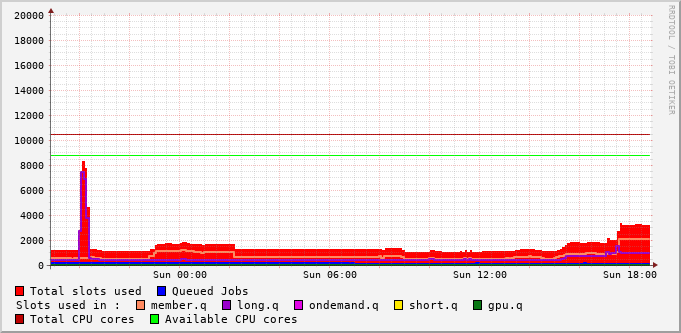 20000
18000
16000
14000
12000
10000
8000
6000
4000
2000
0
Sun 00:00 Sun 06:00 Sun 12:00 Sun 18:00
RRDTOOL / TOBI OETIKER
Total slots used Queued Jobs
Slots used in : member.q long.q ondemand.q short.q gpu.q
Total CPU cores Available CPU cores